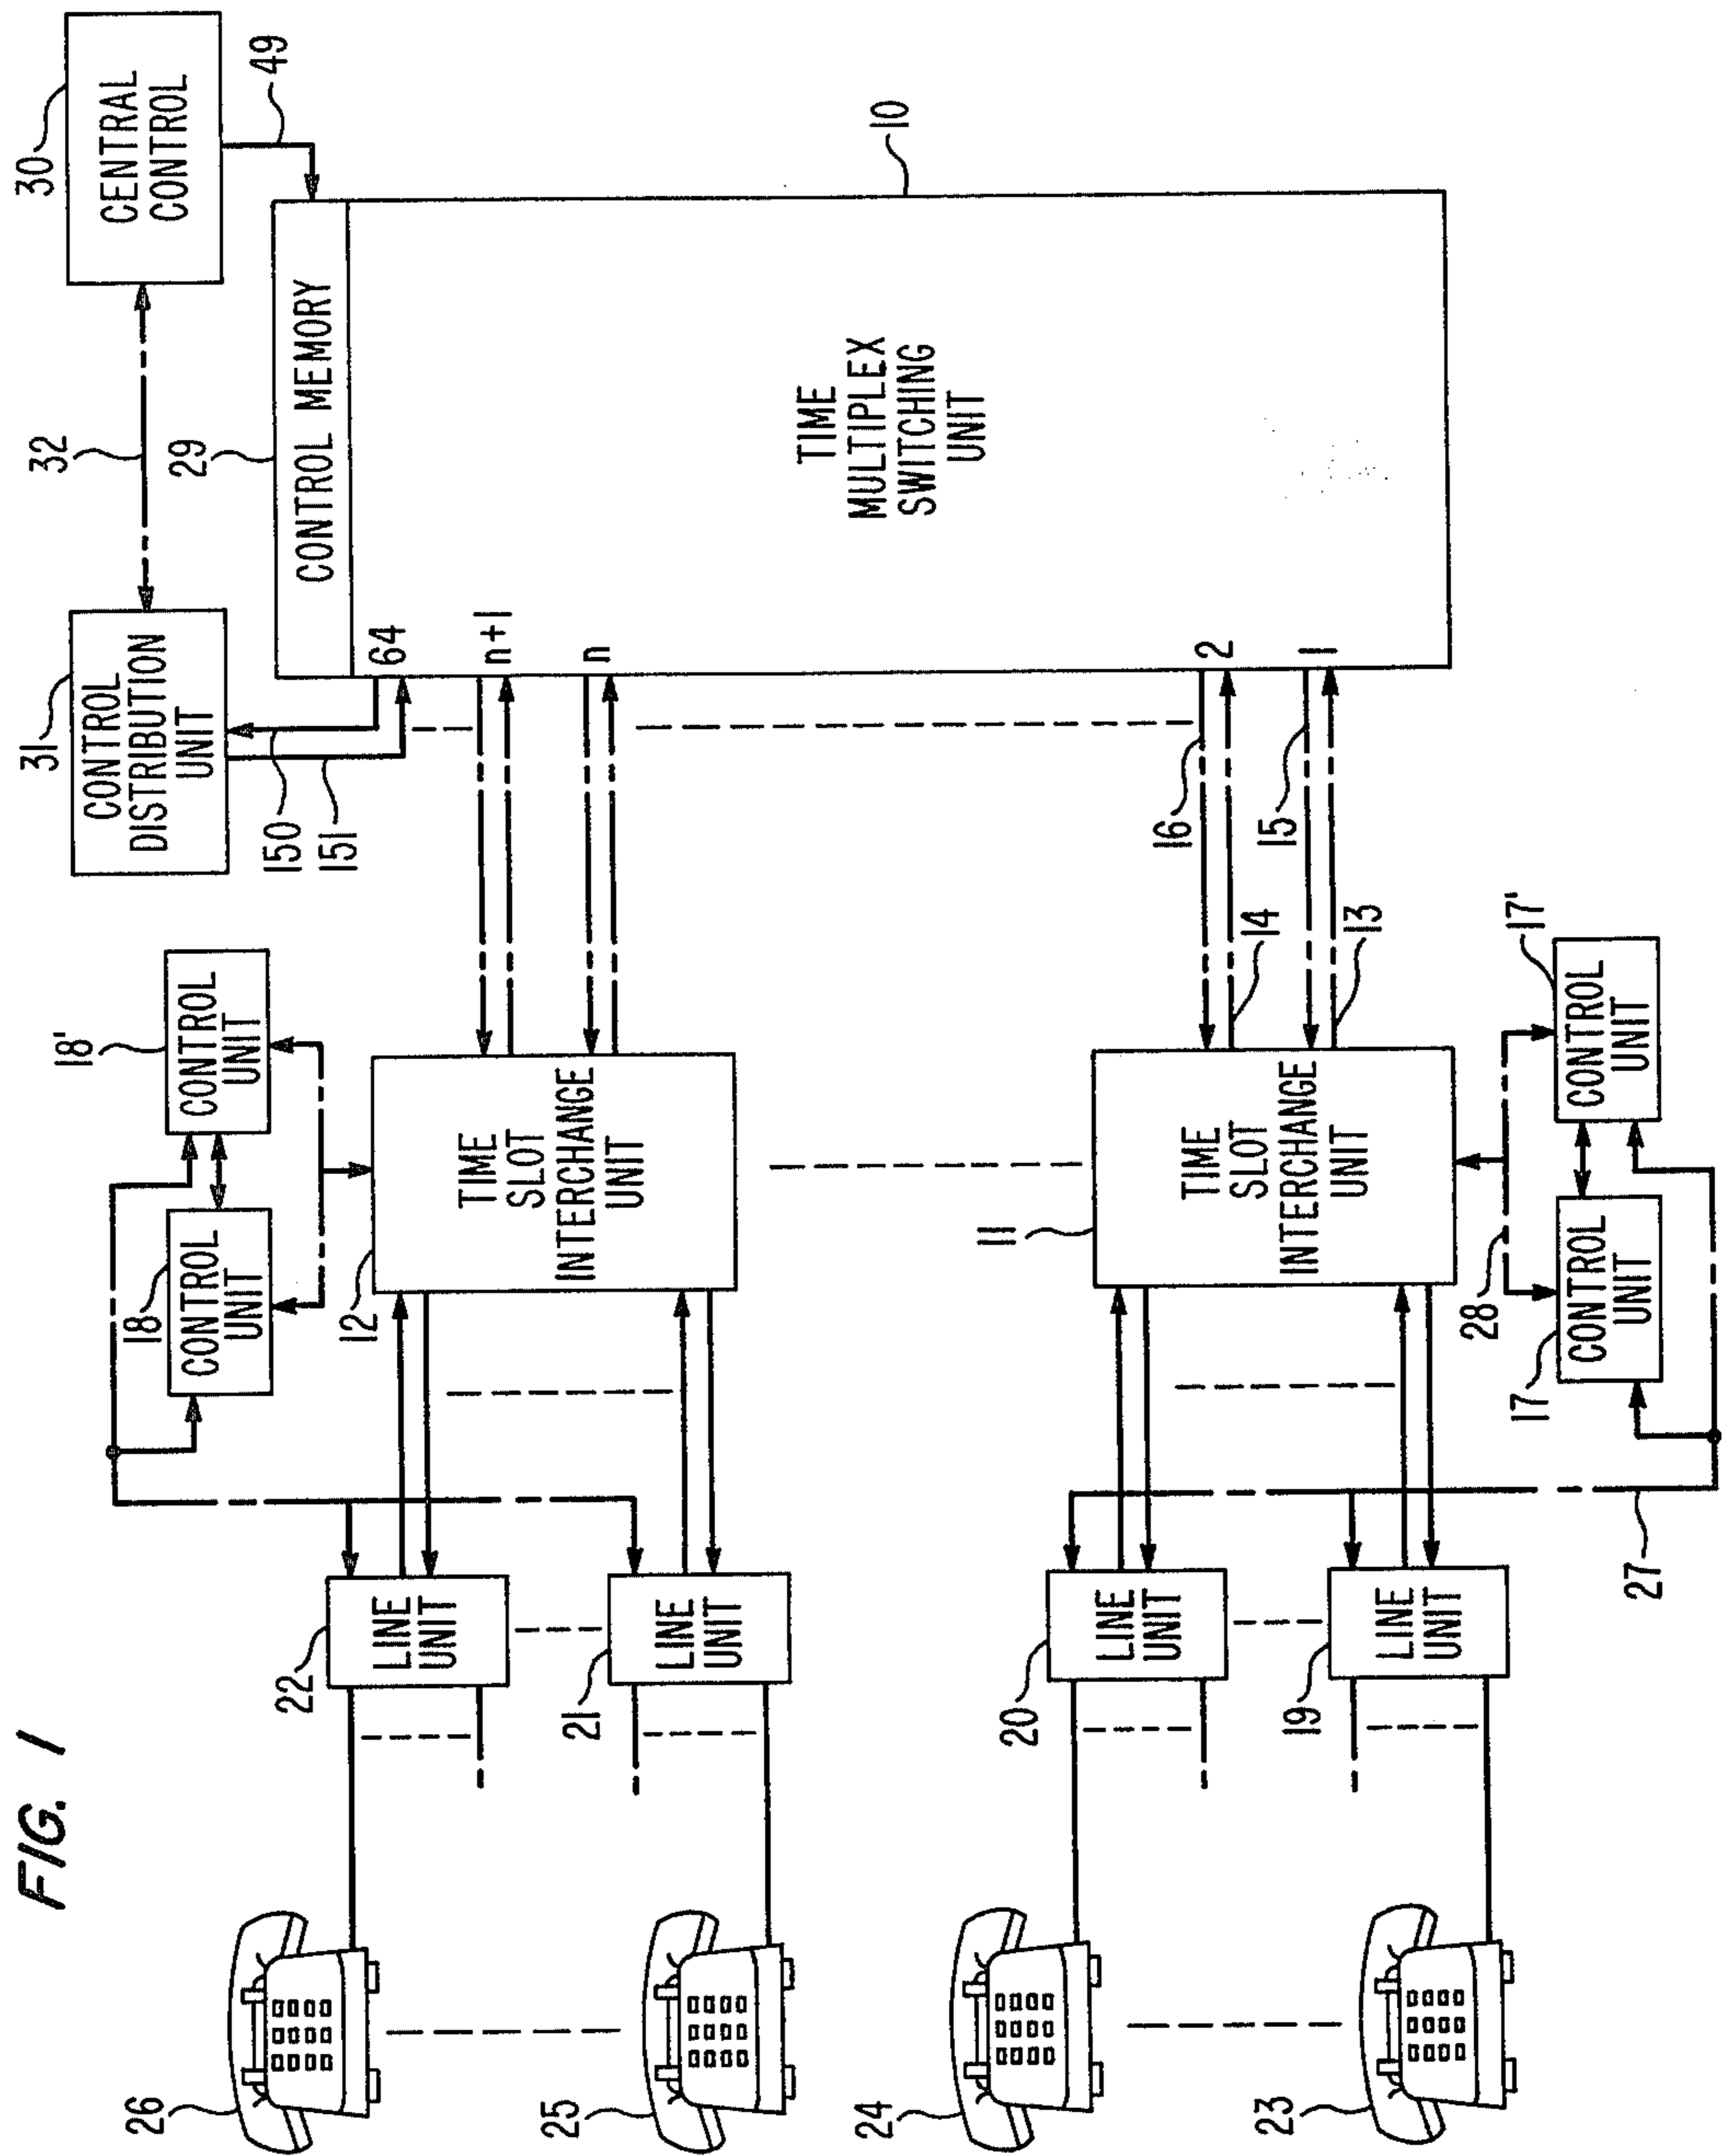 FIG. 1
30
CENTRAL
CONTROL
49
32
31
CONTROL
DISTRIBUTION
UNIT
150
151
29
CONTROL MEMORY
64
n+1
n
2
1
TIME
MULTIPLEX
SWITCHING
UNIT
10
18'
CONTROL
UNIT
18
CONTROL
UNIT
12
TIME
SLOT
INTERCHANGE
UNIT
16
15
14
13
11
TIME
SLOT
INTERCHANGE
UNIT
28
17'
CONTROL
UNIT
17
CONTROL
UNIT
27
22
LINE
UNIT
21
LINE
UNIT
20
LINE
UNIT
19
LINE
UNIT
26
25
24
23